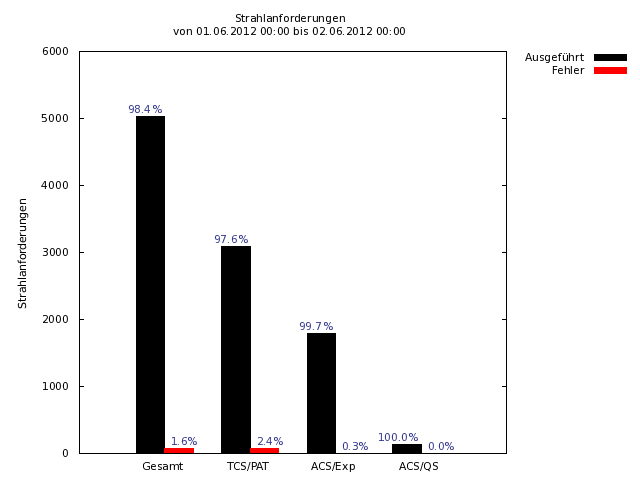 Strahlanforderungen
von 01.06.2012 00:00 bis 02.06.2012 00:00
Ausgeführt
Fehler
Strahlanforderungen
6000
5000
4000
3000
2000
1000
0
98.4%
1.6%
97.6%
2.4%
99.7%
0.3%
100.0%
0.0%
Gesamt TCS/PAT ACS/Exp ACS/QS